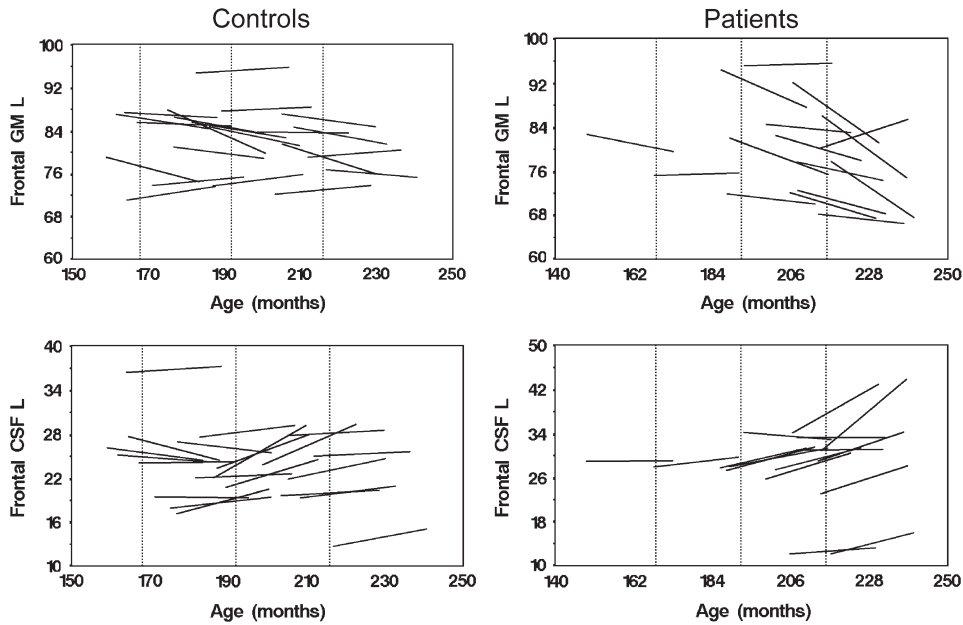 Controls
Patients
Frontal GM L
100
92
84
76
68
60
150 170 190 210 230 250
Age (months)
Frontal GM L
100
92
84
76
68
60
140 162 184 206 228 250
Age (months)
Frontal CSF L
40
34
28
22
16
10
150 170 190 210 230 250
Age (months)
Frontal CSF L
50
42
34
26
18
10
140 162 184 206 228 250
Age (months)